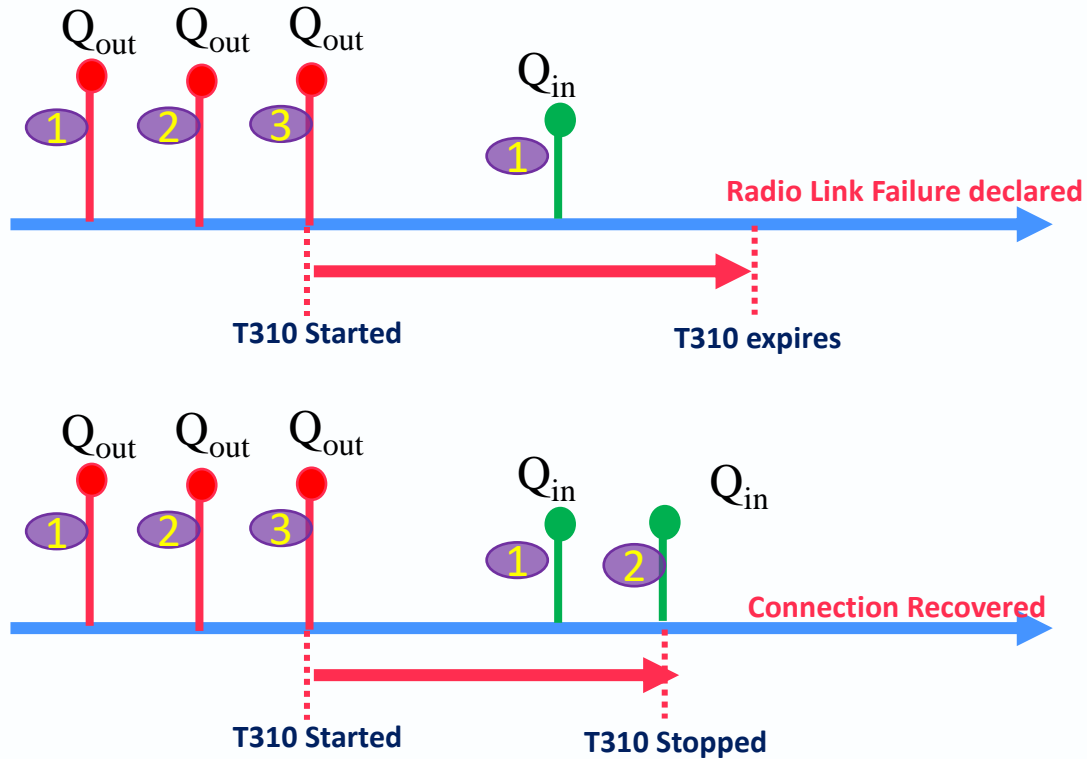 Qout Qout Qout
Qin
1 2 3
1
Radio Link Failure declared
T310 Started T310 expires
Qout Qout Qout
Qin Qin
1 2 3
1 2
Connection Recovered
T310 Started T310 Stopped